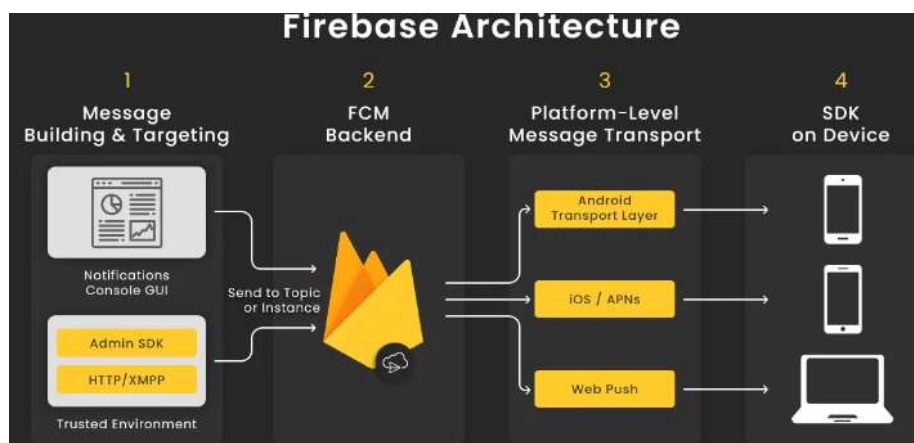 Firebase Architecture
1
Message
Building & Targeting
Notifications
Console GUI
Admin SDK
HTTP/XMPP
Trusted Environment
Send to Topic
or Instance
2
FCM
Backend
3
Platform-Level
Message Transport
Android
Transport Layer
iOS / APNs
Web Push
4
SDK
on Device